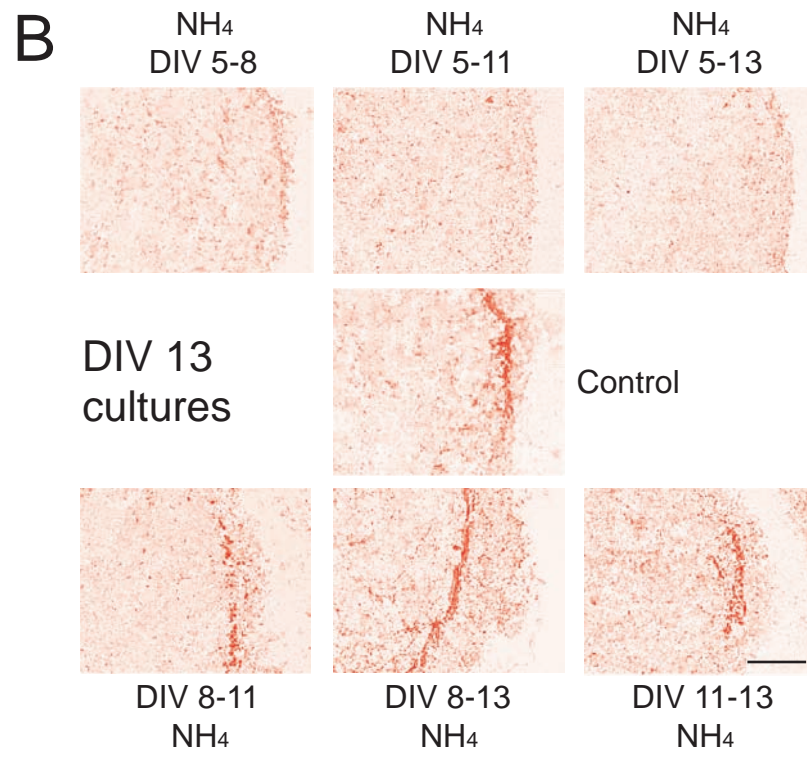 B
NH4
DIV 5-8
NH4
DIV 5-11
NH4
DIV 5-13
DIV 13
cultures
Control
DIV 8-11
NH4
DIV 8-13
NH4
DIV 11-13
NH4